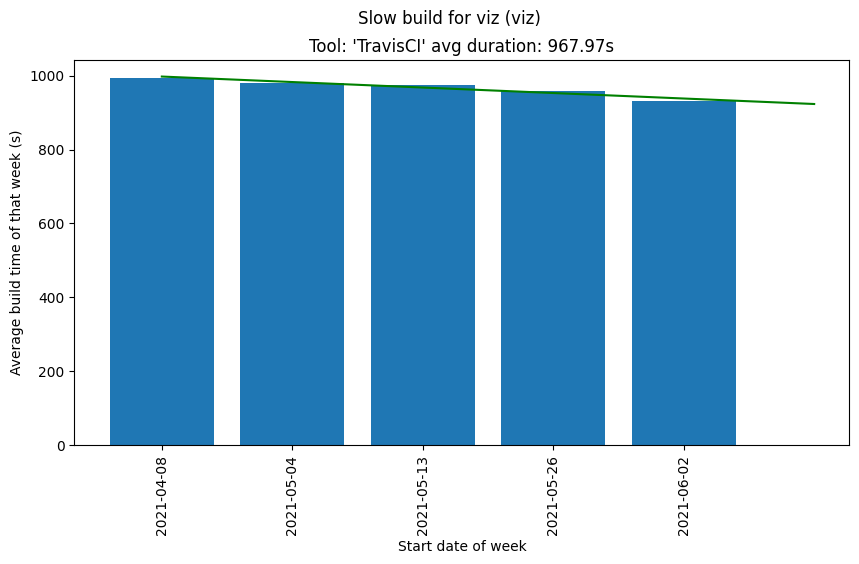 Slow build for viz (viz)
Tool: 'TravisCI' avg duration: 967.97s
Average build time of that week (s)
1000
800
600
400
200
0
2021-04-08
2021-05-04
2021-05-13
2021-05-26
2021-06-02
Start date of week